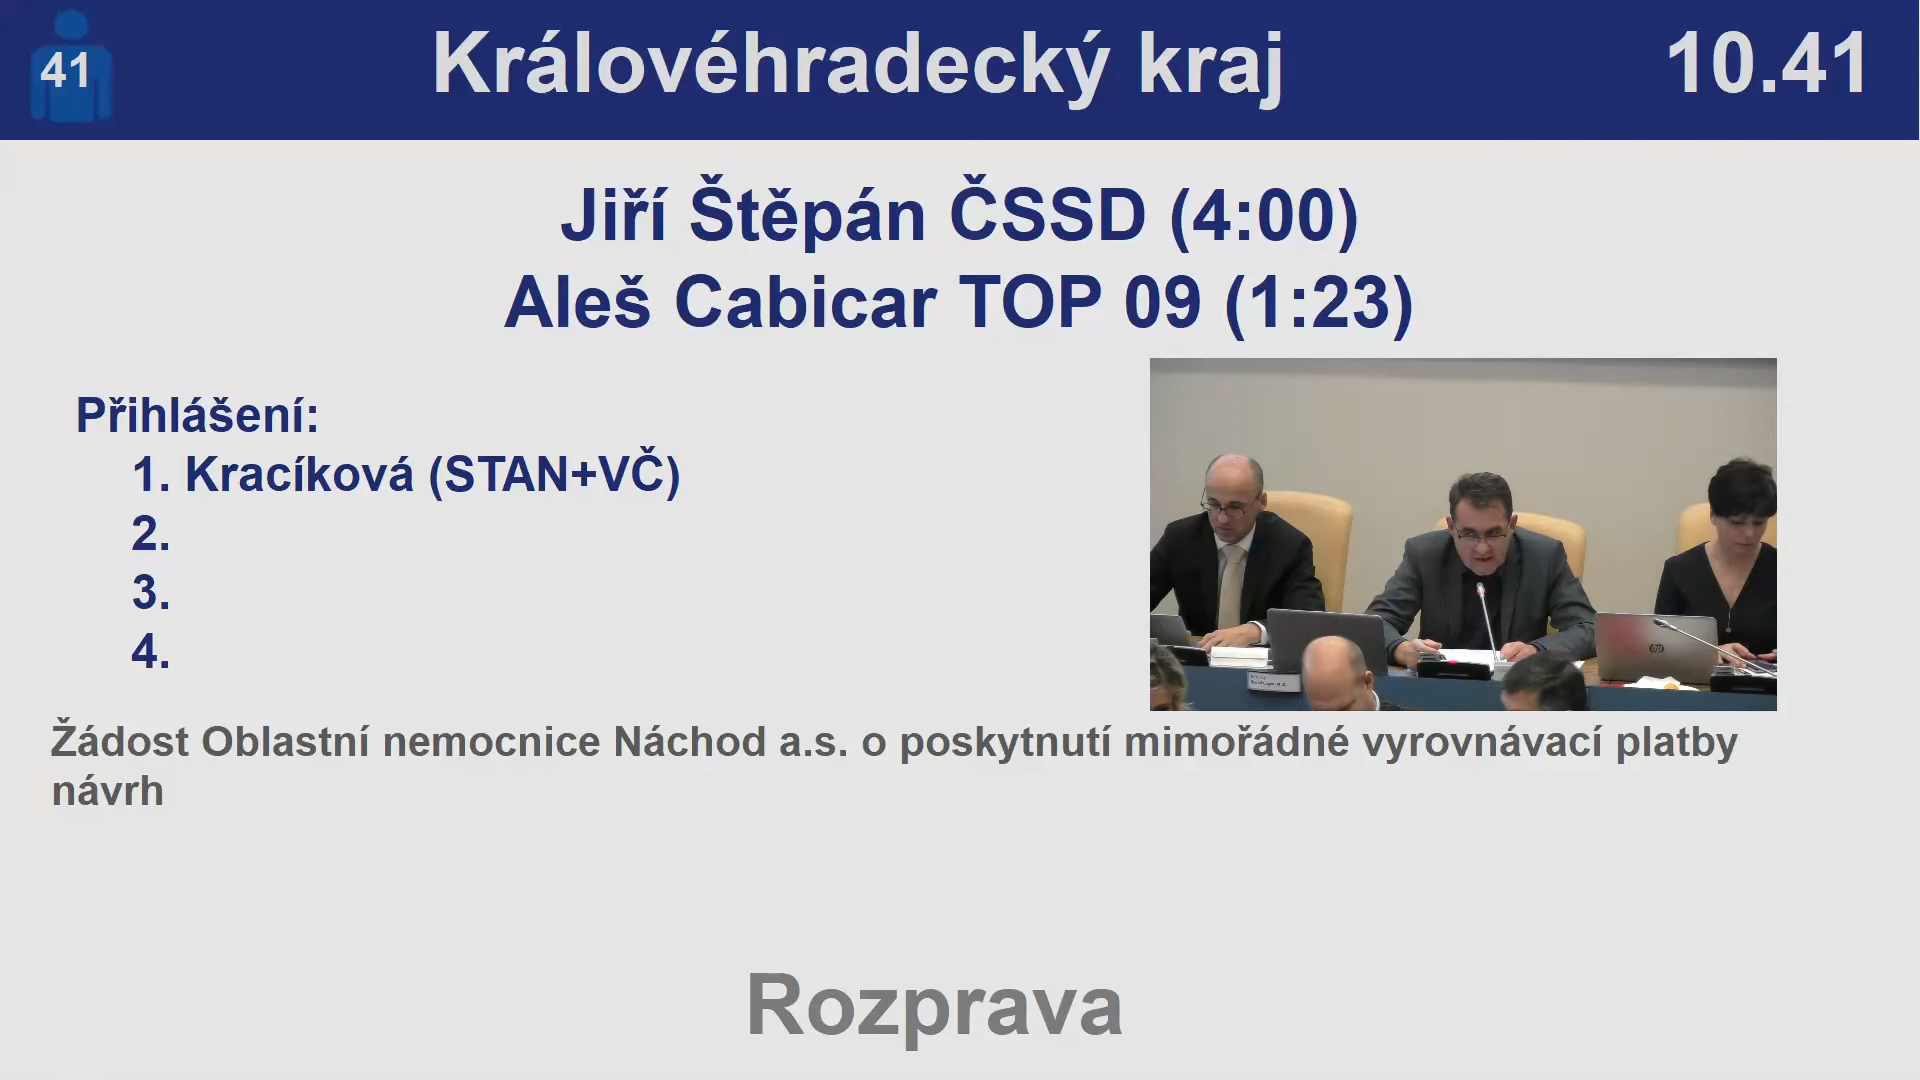 41
Královéhradecký kraj
10.41
Jiří Štěpán ČSSD (4:00)
Aleš Cabicar TOP 09 (1:23)
Přihlášení:
1. Kracíková (STAN+VČ)
2.
3.
4.
hp
Žádost Oblastní nemocnice Náchod a.s. o poskytnutí mimořádné vyrovnávací platby
návrh
Rozprava